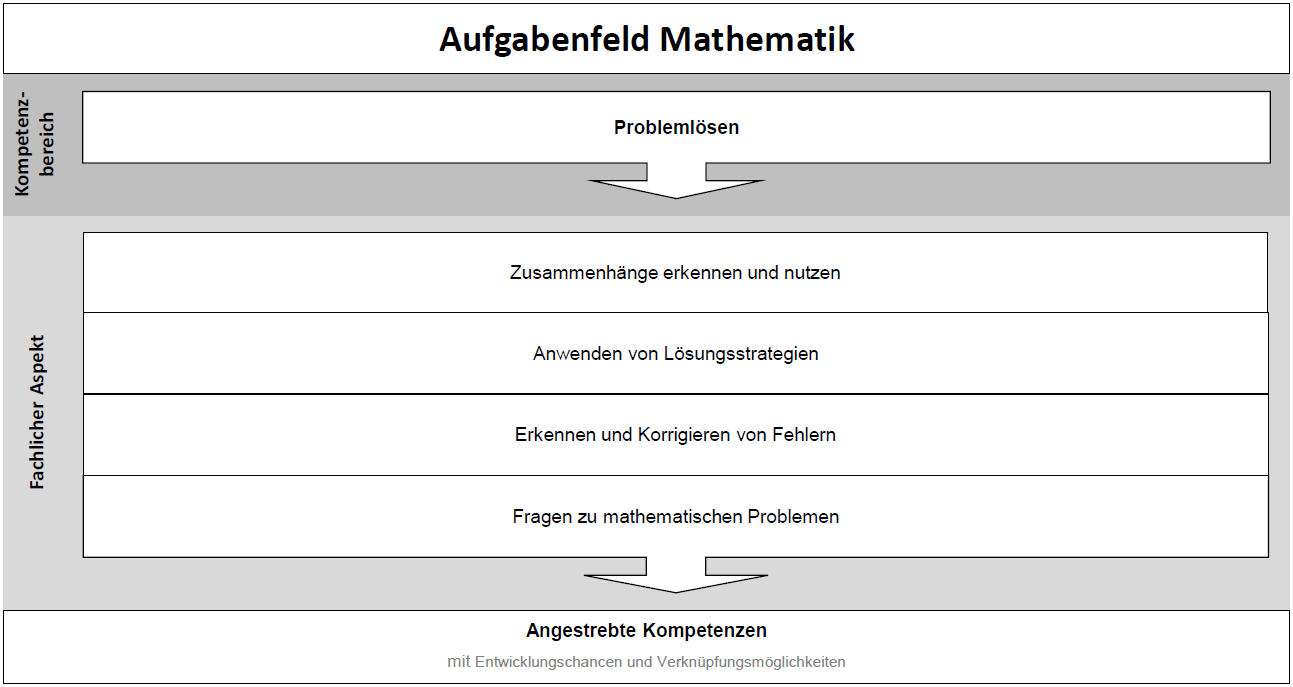 Aufgabenfeld Mathematik
Kompetenz-
bereich
Problemlösen
Fachlicher Aspekt
Zusammenhänge erkennen und nutzen
Anwenden von Lösungsstrategien
Erkennen und Korrigieren von Fehlern
Fragen zu mathematischen Problemen
Angestrebte Kompetenzen
mit Entwicklungschancen und Verknüpfungsmöglichkeiten